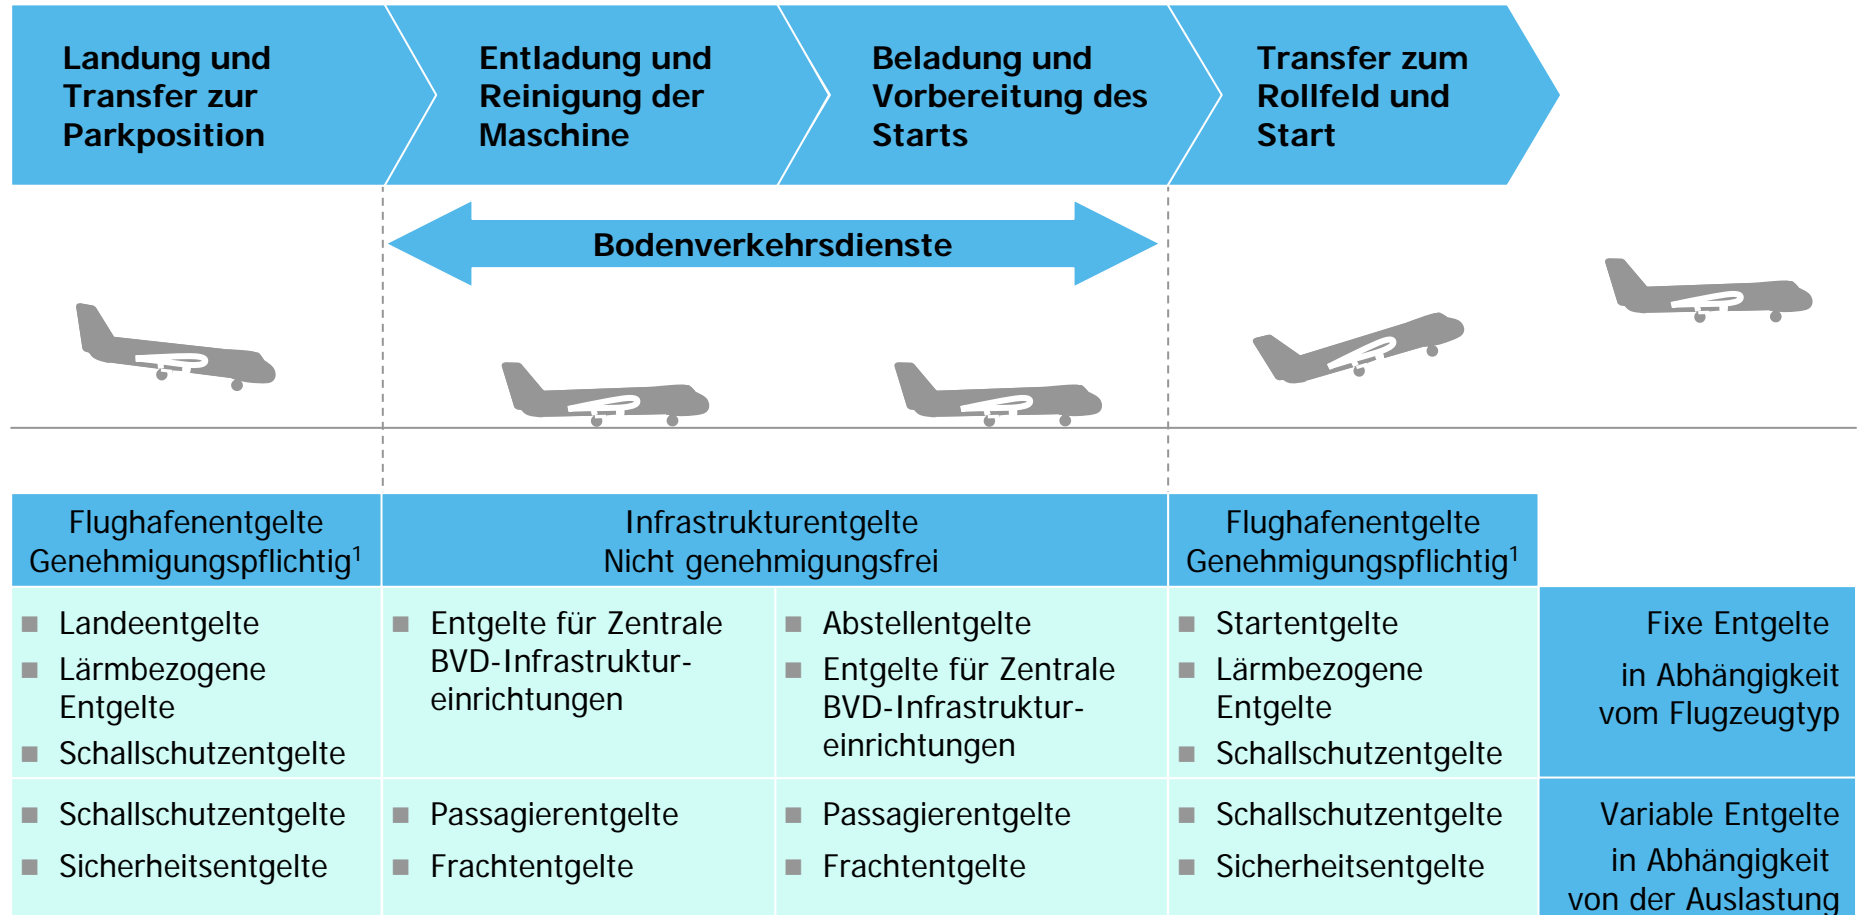 Landung und
Transfer zur
Parkposition
Entladung und
Reinigung der
Maschine
Beladung und
Vorbereitung des
Starts
Transfer zum
Rollfeld und
Start
Bodenverkehrsdienste
Flughafenentgelte
Genehmigungspflichtig¹
Infrastrukturentgelte
Nicht genehmigungsfrei
Flughafenentgelte
Genehmigungspflichtig¹
■ Landeentgelte
■ Lärmbezogene
Entgelte
■ Schallschutzentgelte
■ Entgelte für Zentrale
BVD-Infrastruktur-
einrichtungen
■ Abstellentgelte
■ Entgelte für Zentrale
BVD-Infrastruktur-
einrichtungen
■ Startentgelte
■ Lärmbezogene
Entgelte
■ Schallschutzentgelte
Fixe Entgelte
in Abhängigkeit
vom Flugzeugtyp
■ Schallschutzentgelte
■ Sicherheitsentgelte
■ Passagierentgelte
■ Frachtentgelte
■ Passagierentgelte
■ Frachtentgelte
■ Schallschutzentgelte
■ Sicherheitsentgelte
Variable Entgelte
in Abhängigkeit
von der Auslastung